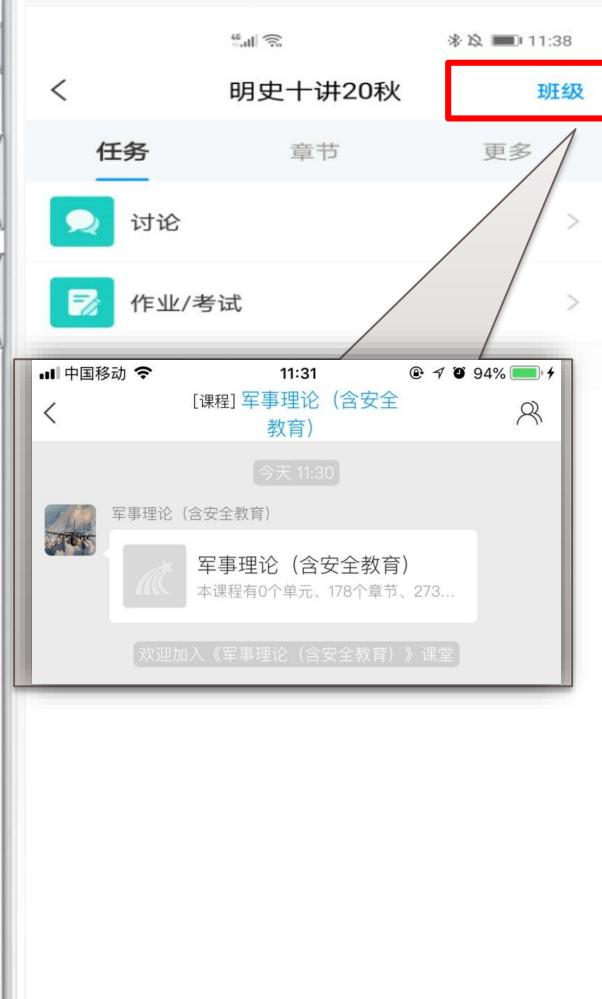 46
11:38
明史十讲20秋
班级
任务
章节
更多
讨论
作业/考试
中国移动
11:31
94%
[课程] 军事理论（含安全
教育）
今天 11:30
军事理论（含安全教育）
军事理论（含安全教育）
本课程有0个单元、178个章节、273...
欢迎加入《军事理论（含安全教育）》课堂